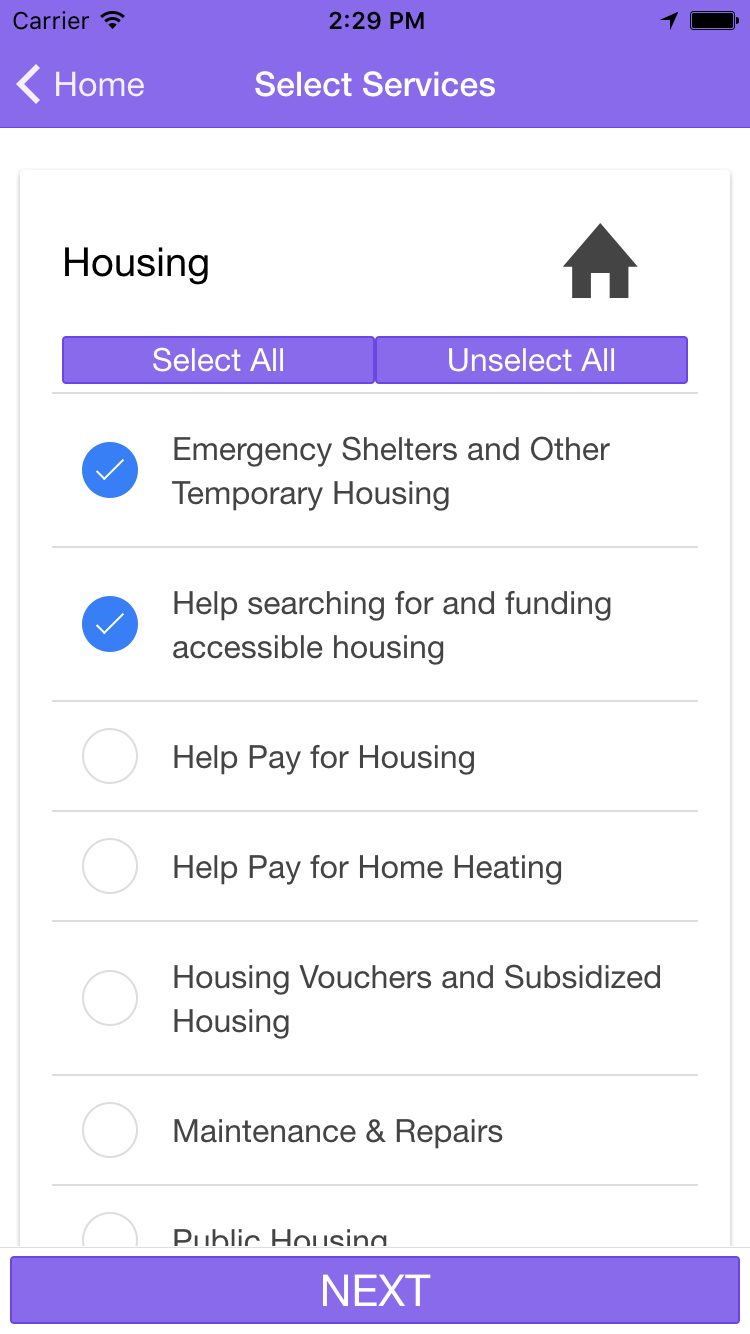 Carrier 2:29 PM
Home Select Services
Housing
Select All Unselect All
Emergency Shelters and Other
Temporary Housing
Help searching for and funding
accessible housing
Help Pay for Housing
Help Pay for Home Heating
Housing Vouchers and Subsidized
Housing
Maintenance & Repairs
Public Housing
NEXT